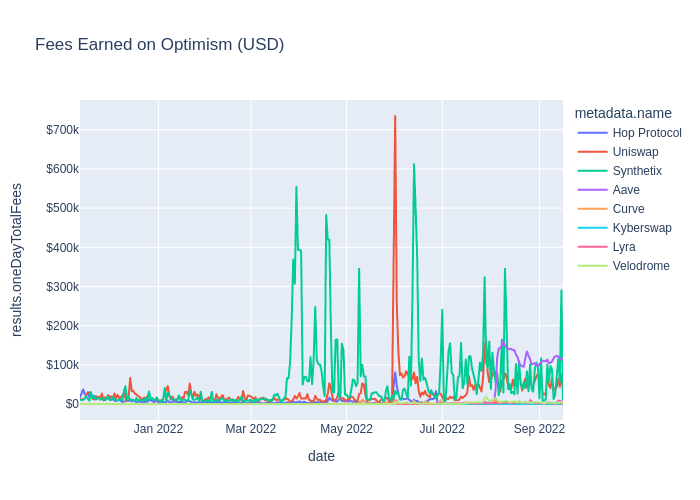 Fees Earned on Optimism (USD)
metadata.name
Hop Protocol
Uniswap
Synthetix
Aave
Curve
Kyberswap
Lyra
Velodrome
results.oneDayTotalFees
$700k
$600k
$500k
$400k
$300k
$200k
$100k
$0
Jan 2022
Mar 2022
May 2022
Jul 2022
Sep 2022
date